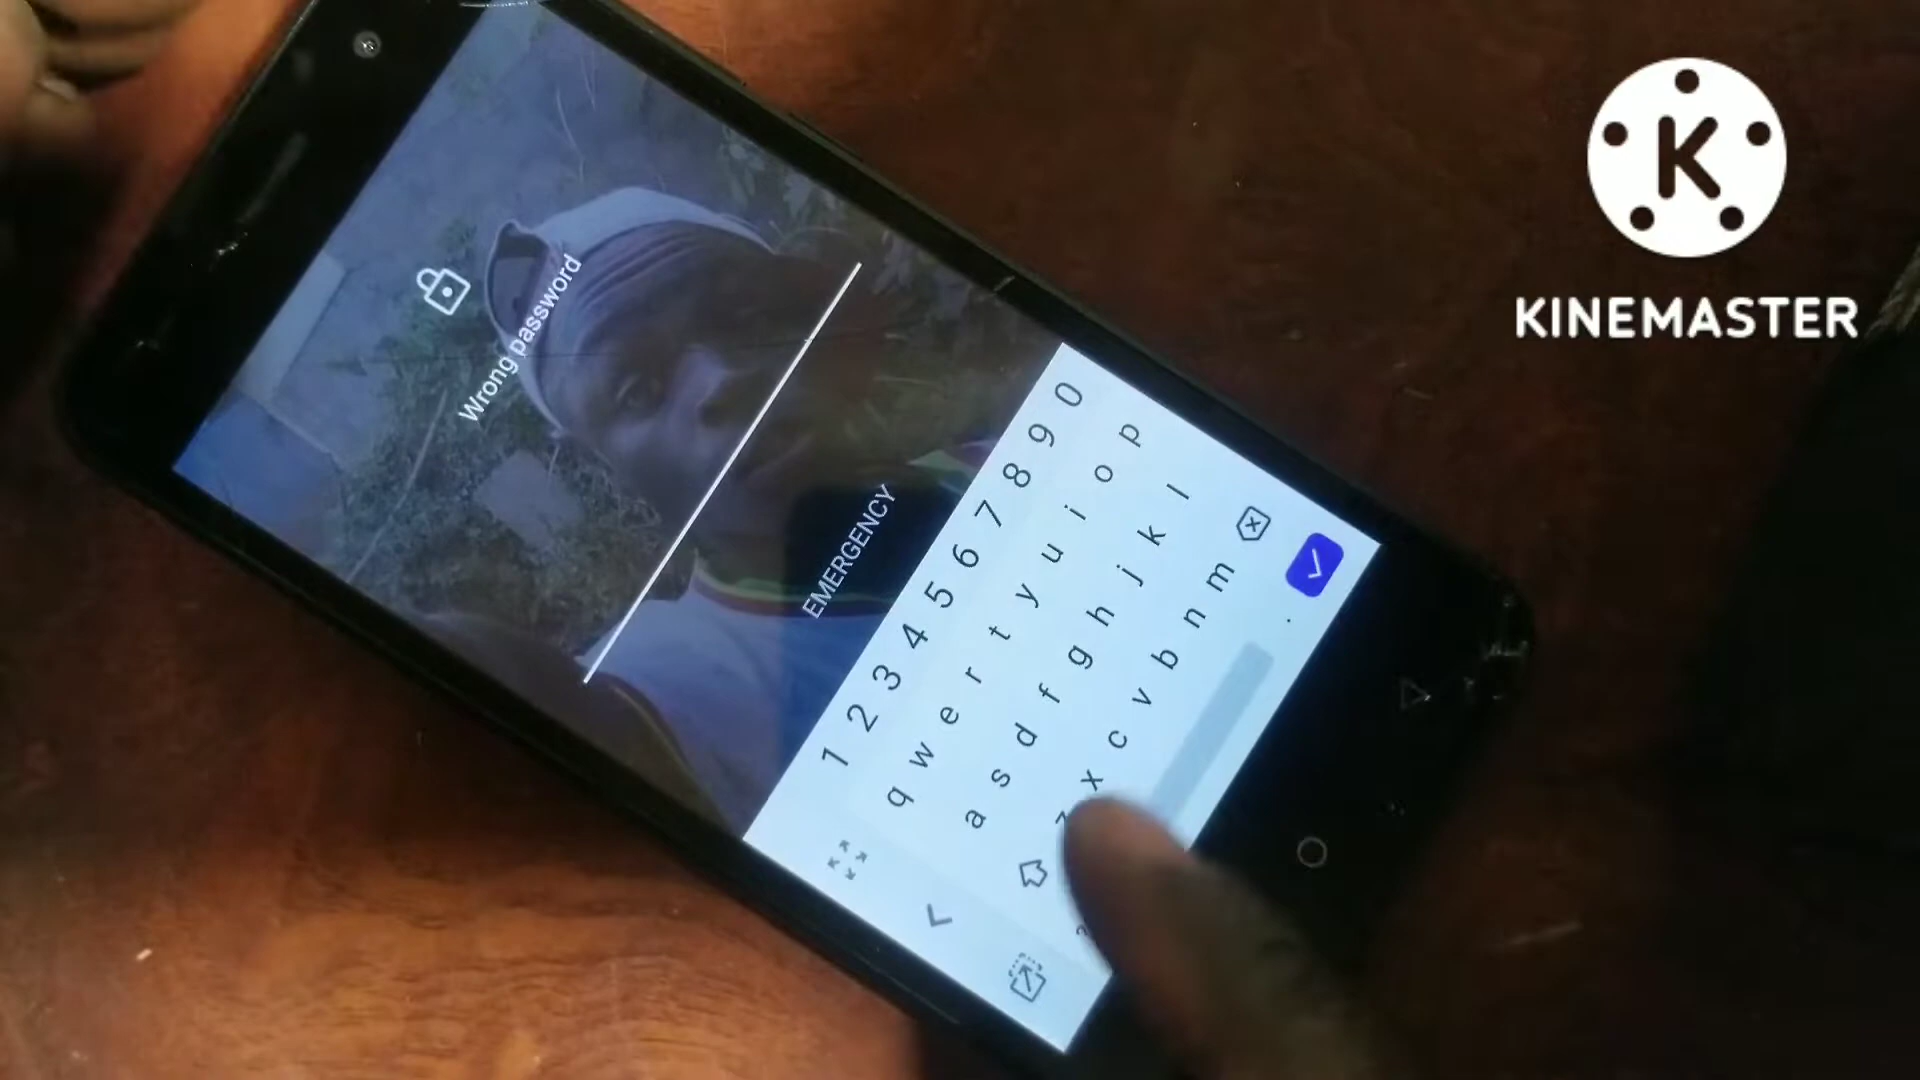 K
KINEMASTER
Wrong password
EMERGENCY
1 2 3 4 5 6 7 8 9 0
q w e r t y u i o p
a s d f g h j k l
z x c v b n m
.